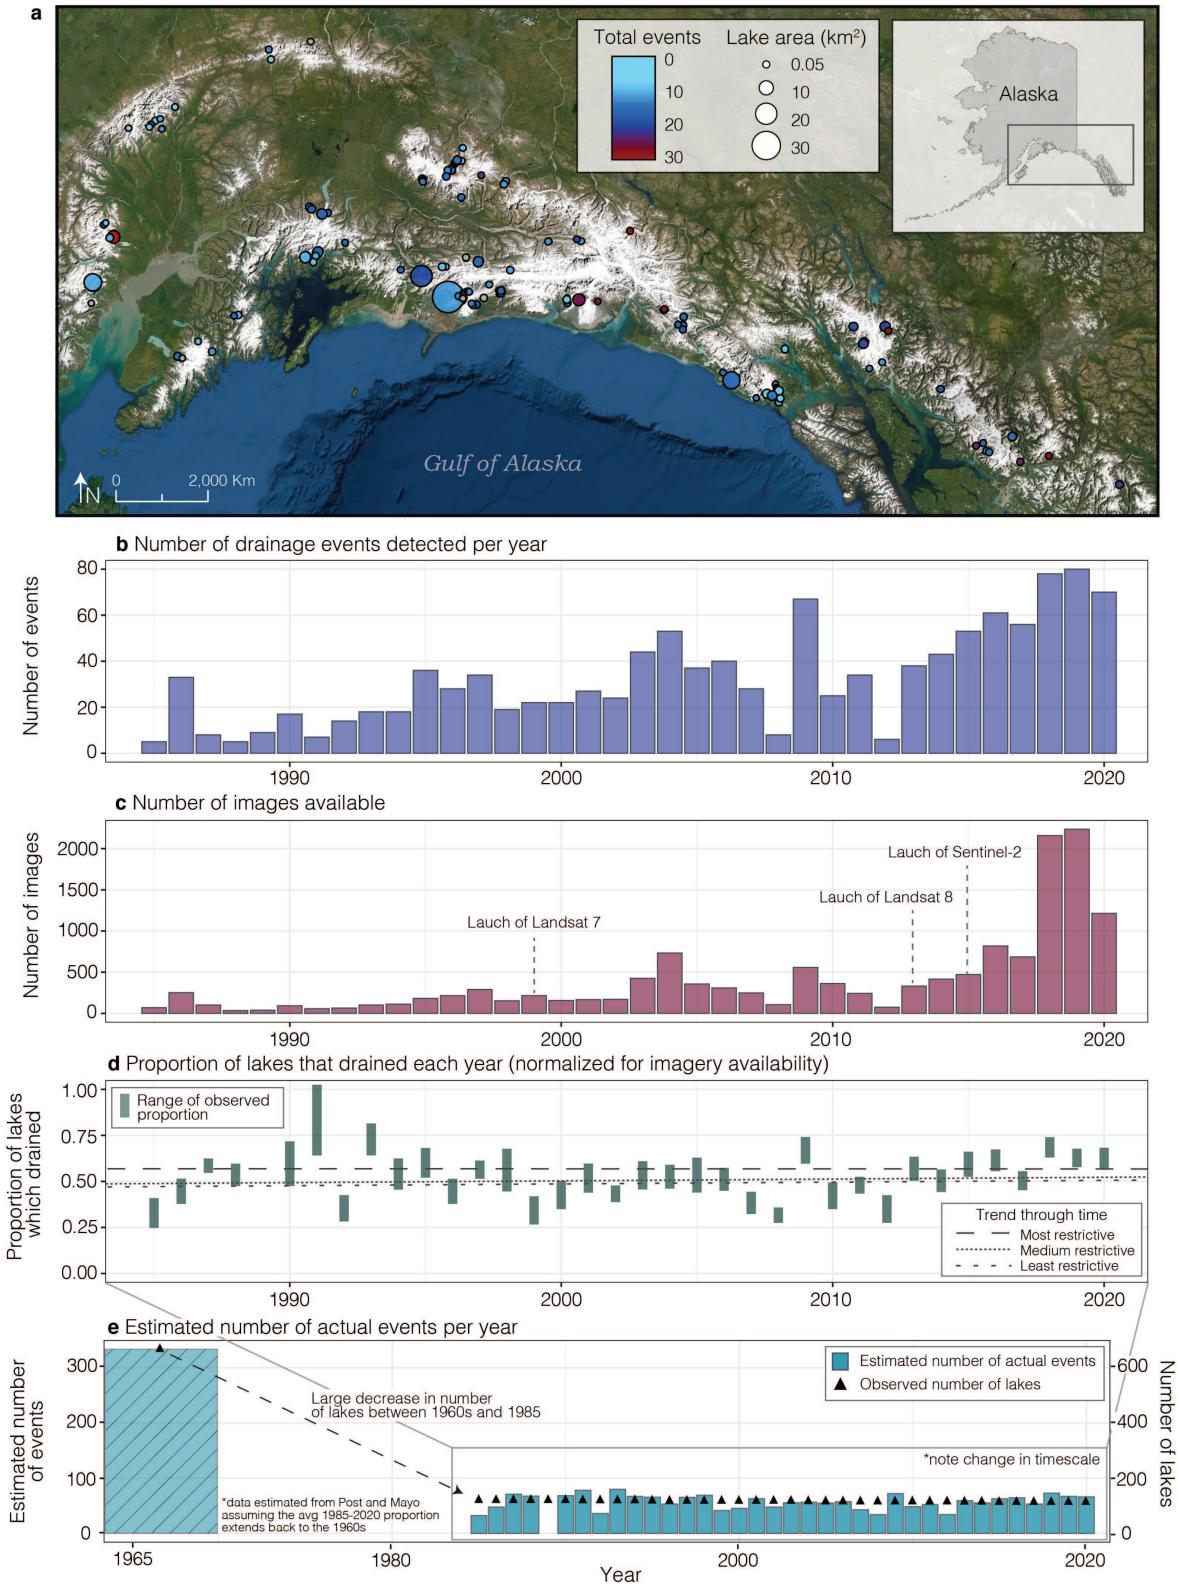 a
Total events
0
10
20
30
Lake area (km²)
0.05
10
20
30
Alaska
Gulf of Alaska
N
0
2,000 Km
b Number of drainage events detected per year
Number of events
80
60
40
20
0
1990
2000
2010
2020
c Number of images available
Number of images
2000
1500
1000
500
0
Lauch of Landsat 7
Lauch of Landsat 8
Lauch of Sentinel-2
1990
2000
2010
2020
d Proportion of lakes that drained each year (normalized for imagery availability)
Proportion of lakes
which drained
1.00
0.75
0.50
0.25
0.00
Range of observed
proportion
Trend through time
Most restrictive
Medium restrictive
Least restrictive
1990
2000
2010
2020
e Estimated number of actual events per year
Estimated number
of events
300
200
100
0
Large decrease in number
of lakes between 1960s and 1985
*data estimated from Post and Mayo
assuming the avg 1985-2020 proportion
extends back to the 1960s
Estimated number of actual events
Observed number of lakes
*note change in timescale
600
400
200
0
Number of lakes
1965
1980
2000
2020
Year